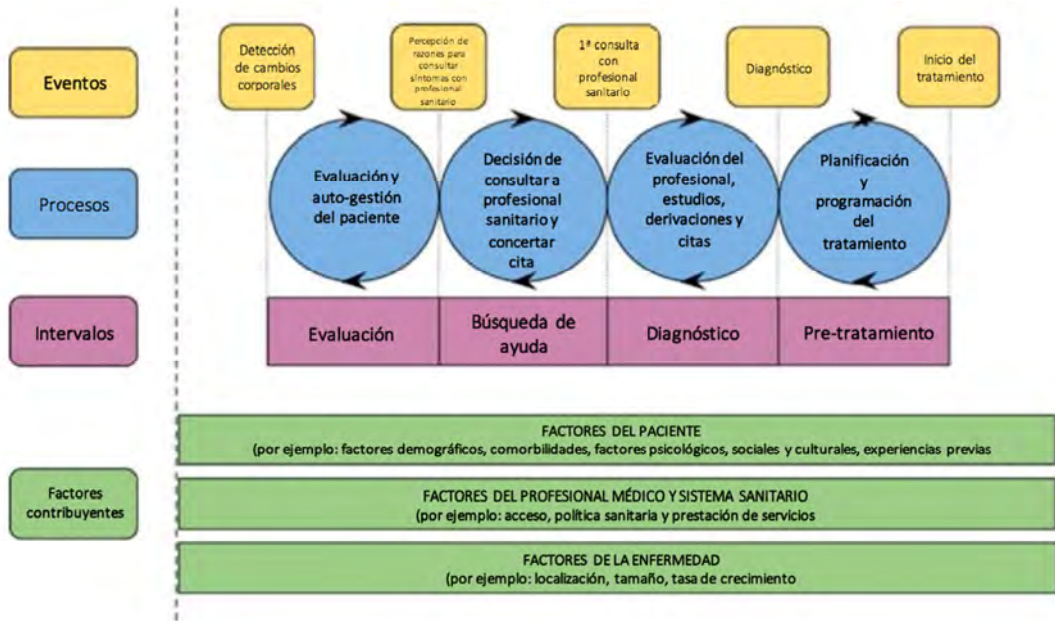 Eventos
Detección
de cambios
corporales
Percepción de
razones para
consultar
síntomas con
profesional
sanitario
1ª consulta
con
profesional
sanitario
Diagnóstico
Inicio del
tratamiento
Procesos
Evaluación y
auto-gestión
del paciente
Decisión de
consultar a
profesional
sanitario y
concertar
cita
Evaluación del
profesional,
estudios,
derivaciones y
citas
Planificación
y
programación
del
tratamiento
Intervalos
Evaluación
Búsqueda de
ayuda
Diagnóstico
Pre-tratamiento
Factores
contribuyentes
FACTORES DEL PACIENTE
(por ejemplo: factores demográficos, comorbilidades, factores psicológicos, sociales y culturales, experiencias previas
FACTORES DEL PROFESIONAL MÉDICO Y SISTEMA SANITARIO
(por ejemplo: acceso, política sanitaria y prestación de servicios
FACTORES DE LA ENFERMEDAD
(por ejemplo: localización, tamaño, tasa de crecimiento